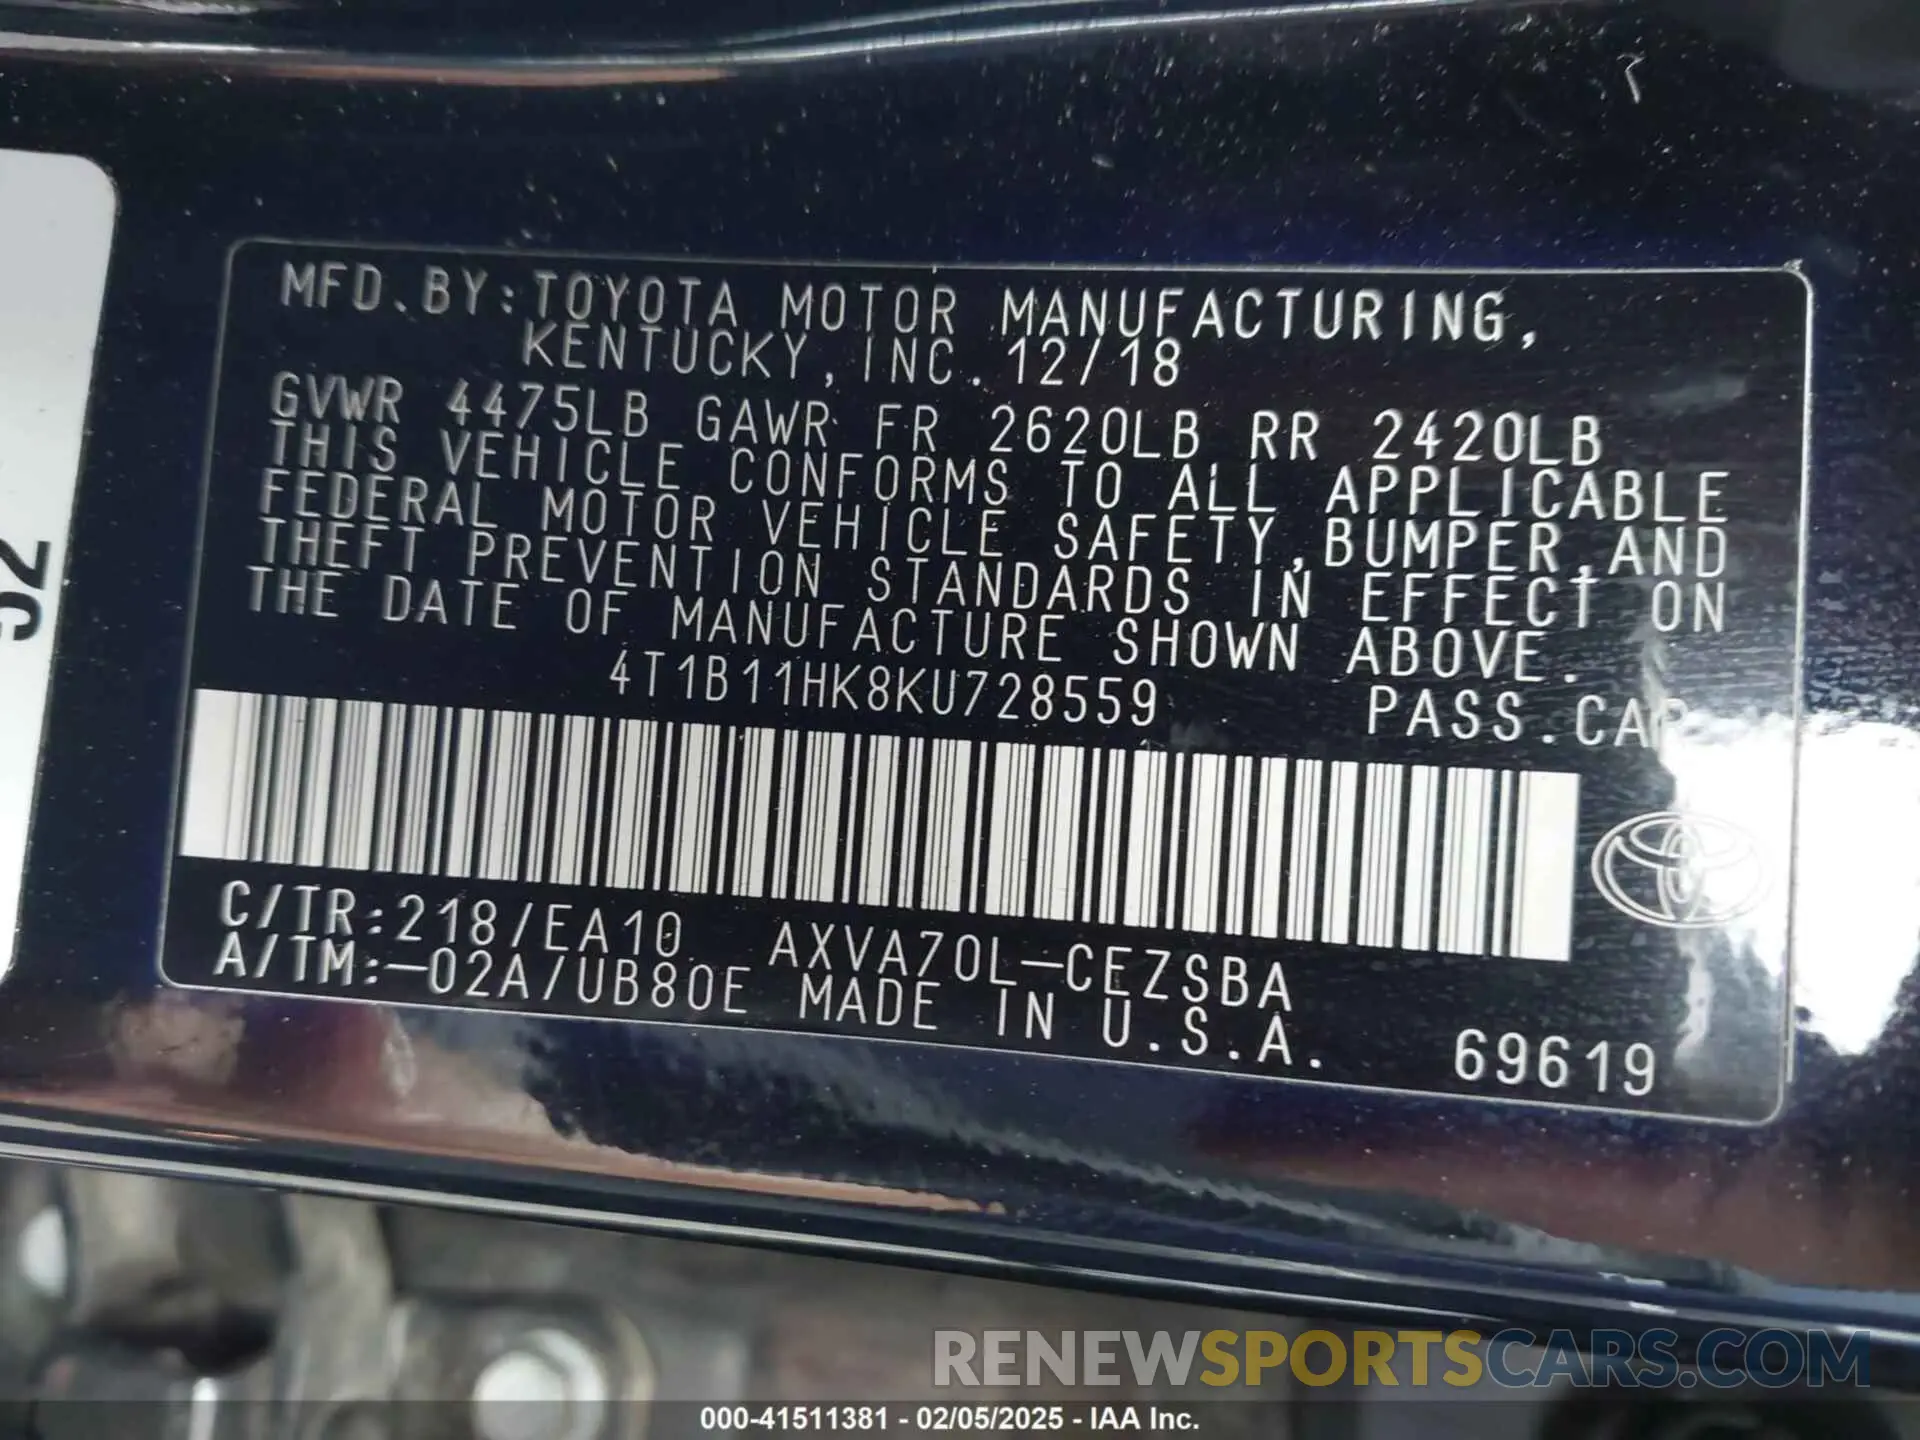 MFD.BY:TOYOTA MOTOR MANUFACTURING,
KENTUCKY,INC.12/18
GVWR 4475LB GAWR FR 2620LB RR 2420LB
THIS VEHICLE CONFORMS TO ALL APPLICABLE
FEDERAL MOTOR VEHICLE SAFETY,BUMPER,AND
THEFT PREVENTION STANDARDS IN EFFECT ON
THE DATE OF MANUFACTURE SHOWN ABOVE.
4T1B11HK8KU728559 PASS.CAR
C/TR:218/EA10 AXVA70L-CEZSBA
A/TM:-02A/UB80E MADE IN U.S.A.
69619
RENEWSPORTSCARS.COM
000-41511381 - 02/05/2025 - IAA Inc.